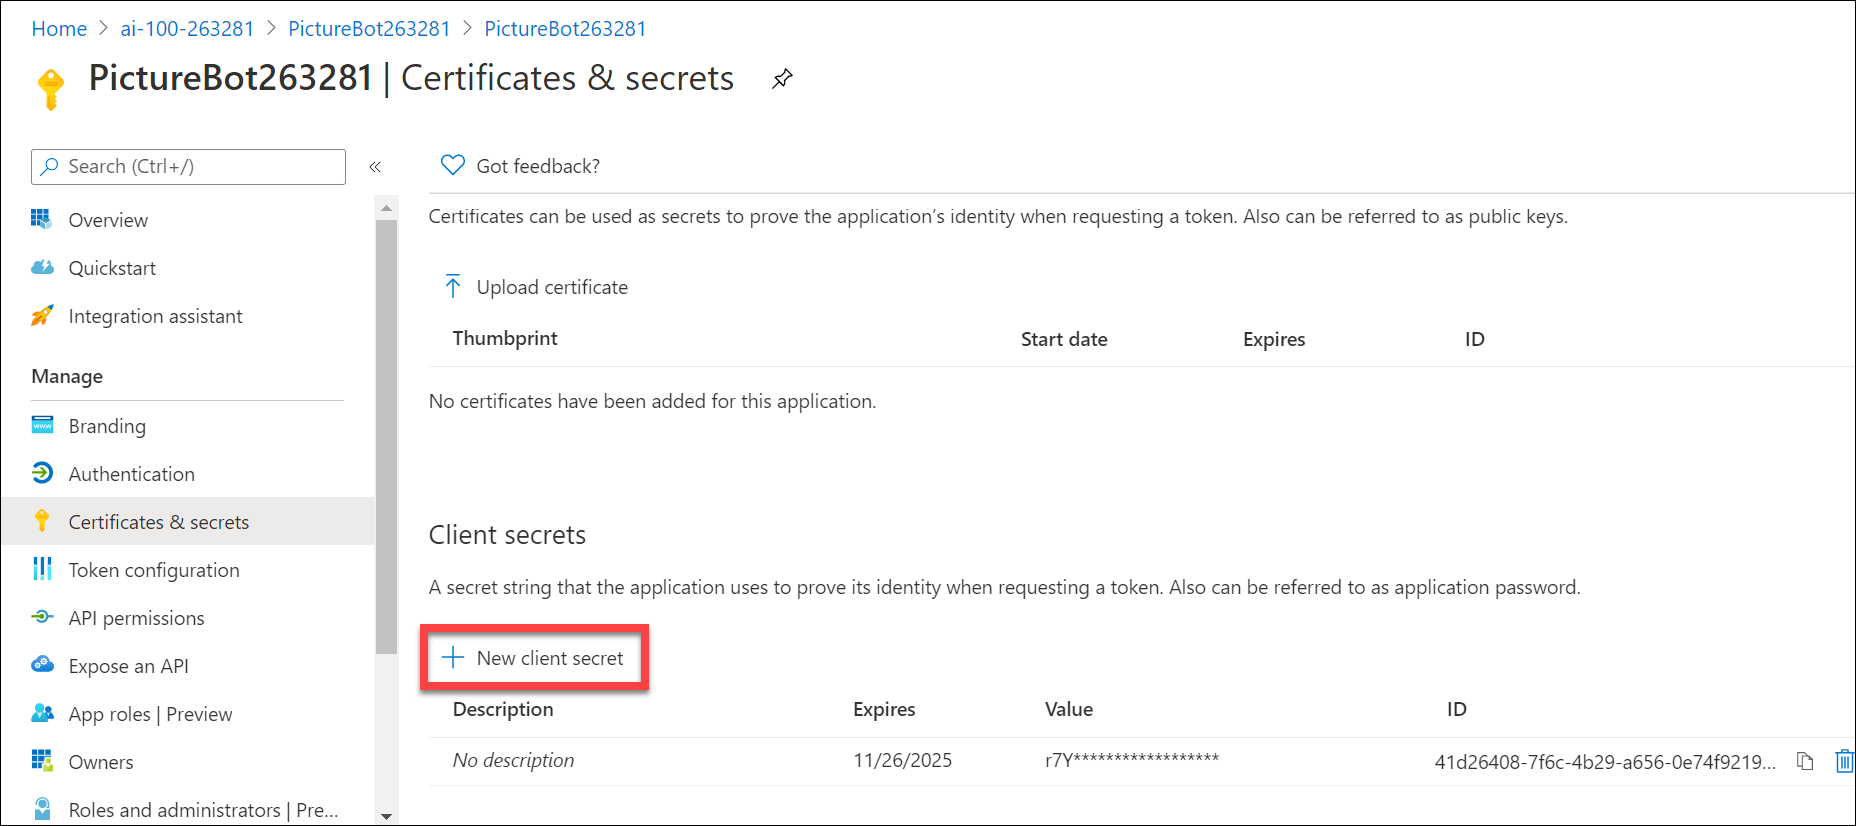 Home > ai-100-263281 > PictureBot263281 > PictureBot263281
PictureBot263281 | Certificates & secrets
Search (Ctrl+/)
«
Overview
Quickstart
Integration assistant
Manage
Branding
Authentication
Certificates & secrets
Token configuration
API permissions
Expose an API
App roles | Preview
Owners
Roles and administrators | Pre...
Got feedback?
Certificates can be used as secrets to prove the application's identity when requesting a token. Also can be referred to as public keys.
Upload certificate
Thumbprint Start date Expires ID
No certificates have been added for this application.
Client secrets
A secret string that the application uses to prove its identity when requesting a token. Also can be referred to as application password.
New client secret
Description Expires Value ID
No description 11/26/2025 r7Y****************** 41d26408-7f6c-4b29-a656-0e74f9219...